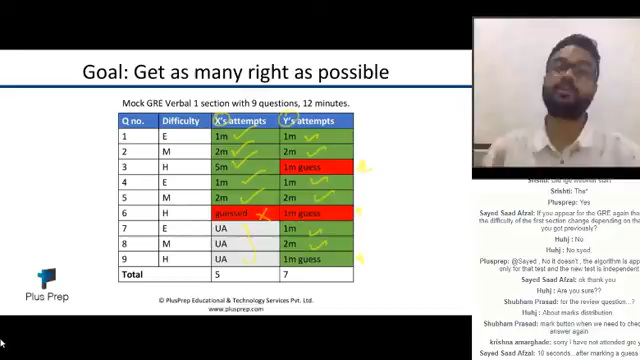 Goal: Get as many right as possible
Mock GRE Verbal 1 section with 9 questions, 12 minutes.
Q no. Difficulty X's attempts Y's attempts
1 E 1m 1m
2 M 2m 2m
3 H 5m 1m guess
4 E 1m 1m
5 M 2m 2m
6 H guessed 1m guess
7 E UA 1m
8 M UA 2m
9 H UA 1m guess
Total 5 7
Plus Prep
© PlusPrep Educational & Technology Services Pvt. Ltd.
www.plusprep.com
Srishti: Tha*
Plusprep: Yes
Sayed Saad Afzal: If you appear for the GRE again tha
the difficulty of the first section change depending on the
you got previously?
Huhj: No
Huhj: No syed.
Plusprep: @Sayed , No it doesn't, the algorithm is app
only for that test and the new test is independent
Sayed Saad Afzal: ok thank you
Huhj: Are you sure??
Shubham Prasad: for the review question..?
Huhj: About marks distribution
Shubham Prasad: mark button when we need to chec
answer again
krishna amarghade: sorry i have not attended gre
Sayed Saad Afzal: 10 seconds...after marking a guess